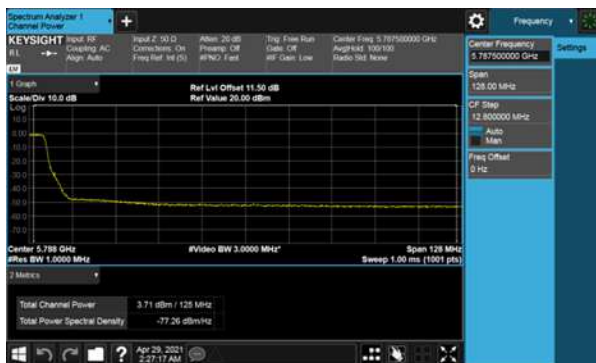 Spectrum Analyzer 1
Channel Power
Frequency
KEYSIGHT
Input: RF
Coupling: AC
Align: Auto
Input Z: 50 Ω
Corrections: On
Freq Ref: Int (S)
Atten: 20 dB
Preamp: Off
#PNO: Fast
Trig: Free Run
Gate: Off
#IF Gain: Low
Center Freq: 5.787500000 GHz
Avg|Hold: 100/100
Radio Std: None
Center Frequency
5.787500000 GHz
Settings
Span
128.00 MHz
CF Step
12.800000 MHz
Auto
Man
Freq Offset
0 Hz
1 Graph
Scale/Div 10.0 dB
Ref Lvl Offset 11.50 dB
Ref Value 20.00 dBm
Log
10.0
0.00
Center 5.788 GHz
#Res BW 1.0000 MHz
#Video BW 3.0000 MHz*
Span 128 MHz
Sweep 1.00 ms (1001 pts)
2 Metrics
Total Channel Power 3.71 dBm / 125 MHz
Total Power Spectral Density -77.26 dBm/Hz
Apr 29, 2021
2:27:17 AM